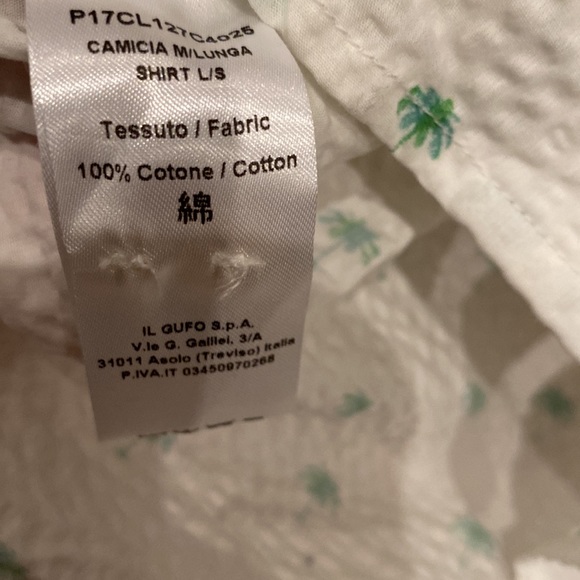 P17CL127C4025
CAMICIA M/LUNGA
SHIRT L/S
Tessuto / Fabric
100% Cotone / Cotton
綿
IL GUFO S.p.A.
V.le G. Galilei, 3/A
31011 Asolo (Treviso) Italia
P.IVA.IT 03450970268